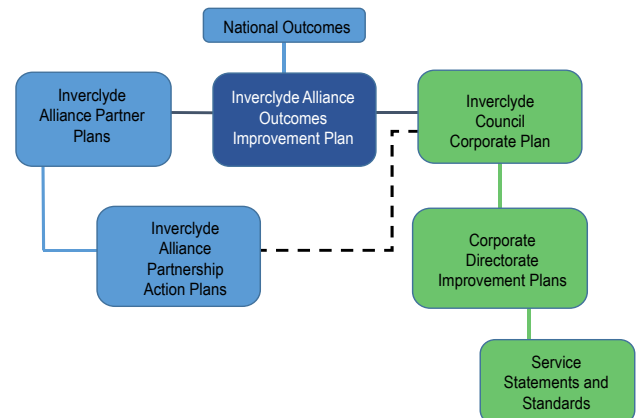 National Outcomes
Inverclyde
Alliance Partner
Plans
Inverclyde Alliance
Outcomes
Improvement Plan
Inverclyde
Council
Corporate Plan
Inverclyde
Alliance
Partnership
Action Plans
Corporate
Directorate
Improvement Plans
Service
Statements and
Standards